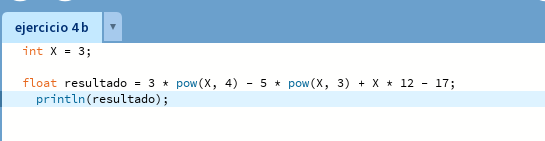 ejercicio 4 b
int X = 3;
float resultado = 3 * pow(X, 4) - 5 * pow(X, 3) + X * 12 - 17;
println(resultado);